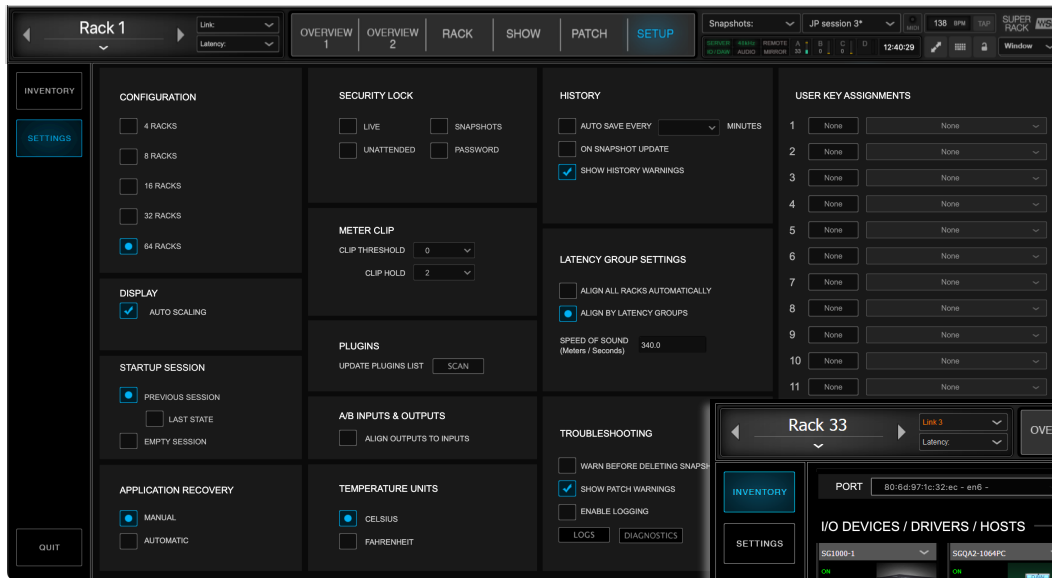 Rack 1
Link:
Latency:
OVERVIEW
1
OVERVIEW
2
RACK
SHOW
PATCH
SETUP
Snapshots:
JP session 3*
MIDI
138 BPM
TAP
SUPER
RACK
SERVER 48kHz REMOTE A B C D
IO1DAW AUDIO MIRROR 55 0 0
12:40:29
Window
INVENTORY
SETTINGS
QUIT
CONFIGURATION
4 RACKS
8 RACKS
16 RACKS
32 RACKS
64 RACKS
DISPLAY
AUTO SCALING
STARTUP SESSION
PREVIOUS SESSION
LAST STATE
EMPTY SESSION
APPLICATION RECOVERY
MANUAL
AUTOMATIC
SECURITY LOCK
LIVE SNAPSHOTS
UNATTENDED PASSWORD
METER CLIP
CLIP THRESHOLD 0
CLIP HOLD 2
PLUGINS
UPDATE PLUGINS LIST SCAN
A/B INPUTS & OUTPUTS
ALIGN OUTPUTS TO INPUTS
TEMPERATURE UNITS
CELSIUS
FAHRENHEIT
HISTORY
AUTO SAVE EVERY MINUTES
ON SNAPSHOT UPDATE
SHOW HISTORY WARNINGS
LATENCY GROUP SETTINGS
ALIGN ALL RACKS AUTOMATICALLY
ALIGN BY LATENCY GROUPS
SPEED OF SOUND 340.0
(Meters / Seconds)
TROUBLESHOOTING
WARN BEFORE DELETING SNAPSH
SHOW PATCH WARNINGS
ENABLE LOGGING
LOGS DIAGNOSTICS
USER KEY ASSIGNMENTS
1 None None
2 None None
3 None None
4 None None
5 None None
6 None None
7 None None
8 None None
9 None None
10 None None
11 None None
Rack 33
Link 3
Latency:
OVE
INVENTORY
SETTINGS
PORT 80:6d:97:1c:32:ec - en6 -
I/O DEVICES / DRIVERS / HOSTS
SG1000-1
ON
SGQA2-1064PC
ON